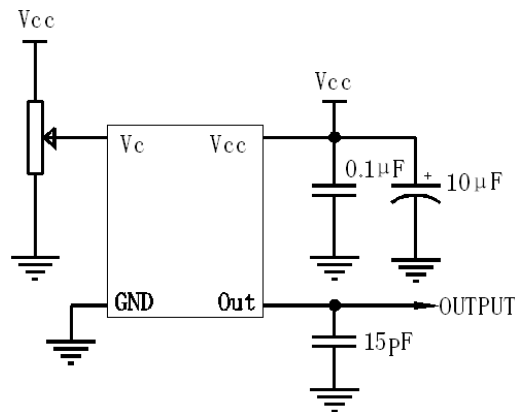 Vcc
Vcc
Vc
Vcc
0.1μF
+
10μF
GND
Out
OUTPUT
15pF